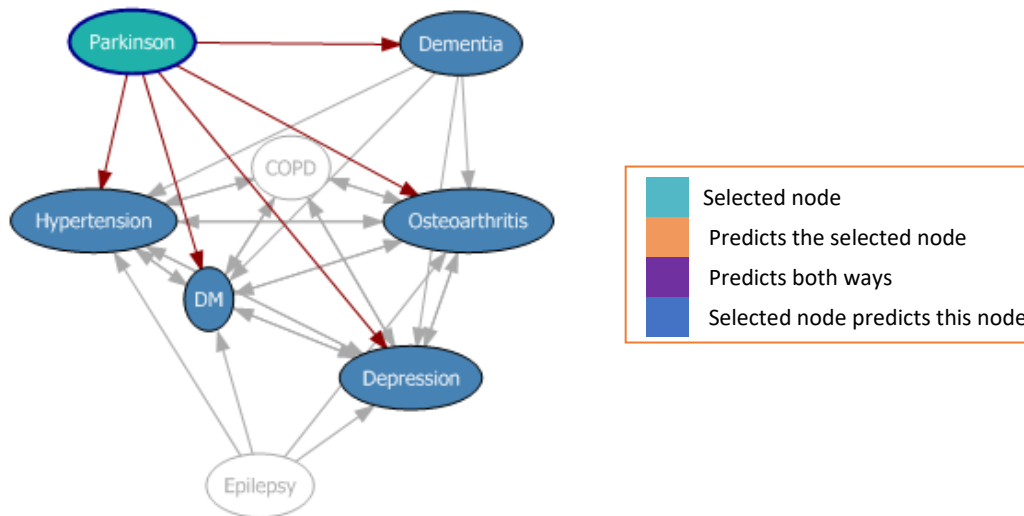 Parkinson
Dementia
COPD
Hypertension
Osteoarthritis
DM
Depression
Epilepsy
Selected node
Predicts the selected node
Predicts both ways
Selected node predicts this node